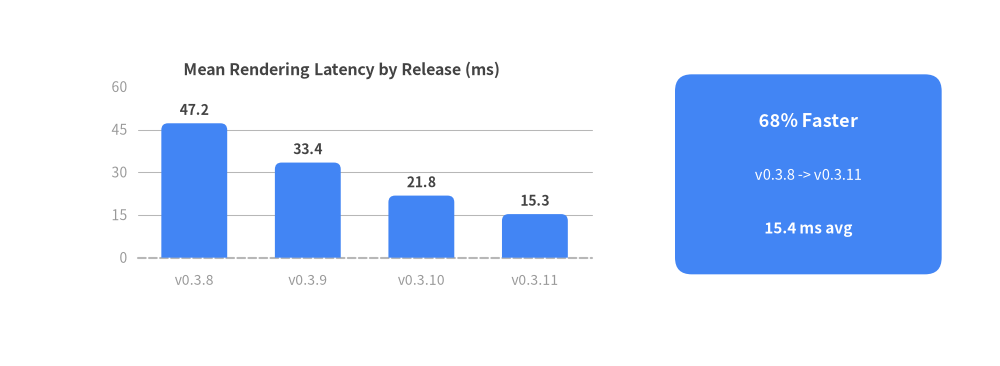 Mean Rendering Latency by Release (ms)
60
45
30
15
0
47.2
33.4
21.8
15.3
v0.3.8
v0.3.9
v0.3.10
v0.3.11
68% Faster
v0.3.8 -> v0.3.11
15.4 ms avg